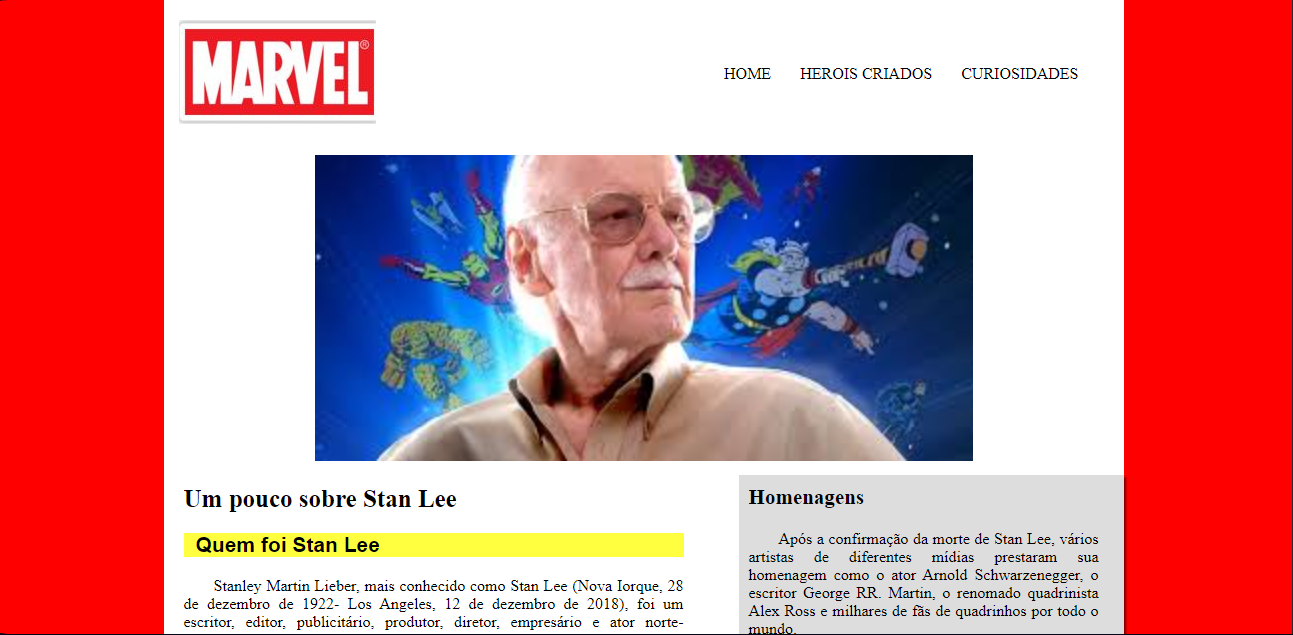 MARVEL®
HOME HEROIS CRIADOS CURIOSIDADES
Um pouco sobre Stan Lee
Quem foi Stan Lee
Stanley Martin Lieber, mais conhecido como Stan Lee (Nova Iorque, 28
de dezembro de 1922- Los Angeles, 12 de dezembro de 2018), foi um
escritor, editor, publicitário, produtor, diretor, empresário e ator norte-
Homenagens
Após a confirmação da morte de Stan Lee, vários
artistas de diferentes mídias prestaram sua
homenagem como o ator Arnold Schwarzenegger, o
escritor George RR. Martin, o renomado quadrinista
Alex Ross e milhares de fãs de quadrinhos por todo o
mundo.